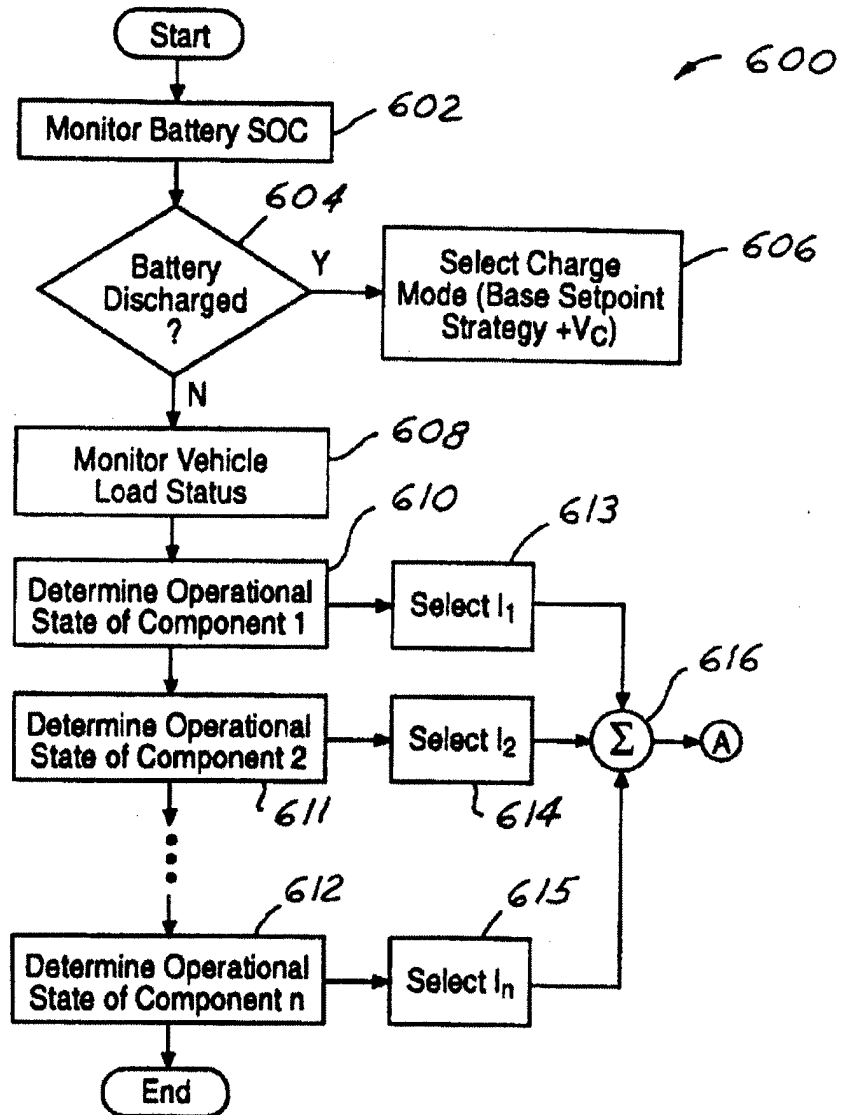 Start
600
Monitor Battery SOC
602
604
Battery
Discharged
?
Y
Select Charge
Mode (Base Setpoint
Strategy +VC)
606
N
Monitor Vehicle
Load Status
608
610
613
Determine Operational
State of Component 1
Select I1
616
Determine Operational
State of Component 2
Select I2
Σ
A
611
614
612
615
Determine Operational
State of Component n
Select In
End